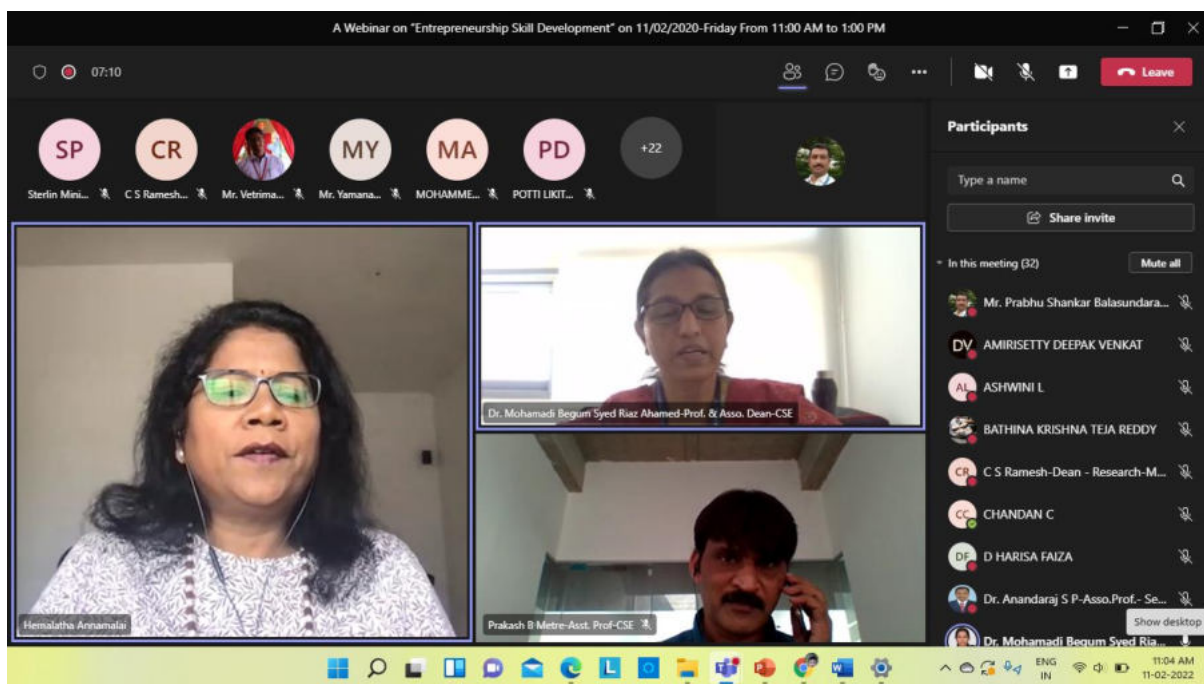 A Webinar on "Entrepreneurship Skill Development" on 11/02/2020-Friday From 11:00 AM to 1:00 PM
07:10
Leave
SP
CR
MY
MA
PD
+22
Sterlin Mini...
C S Ramesh...
Mr. Vetrima...
Mr. Yamana...
MOHAMME...
POTTI LIKIT...
Hemalatha Annamalai
Dr. Mohamadi Begum Syed Riaz Ahamed-Prof. & Asso. Dean-CSE
Prakash B Metre-Asst. Prof-CSE
Participants
Type a name
Share invite
In this meeting (32)
Mute all
Mr. Prabhu Shankar Balasundara...
DV AMIRISETTY DEEPAK VENKAT
AL ASHWINI L
BATHINA KRISHNA TEJA REDDY
CR C S Ramesh-Dean - Research-M...
CC CHANDAN C
DF D HARISA FAIZA
Dr. Anandaraj S P-Asso.Prof.- Se...
Show desktop
Dr. Mohamadi Begum Syed Ria...
ENG
IN
11:04 AM
11-02-2022